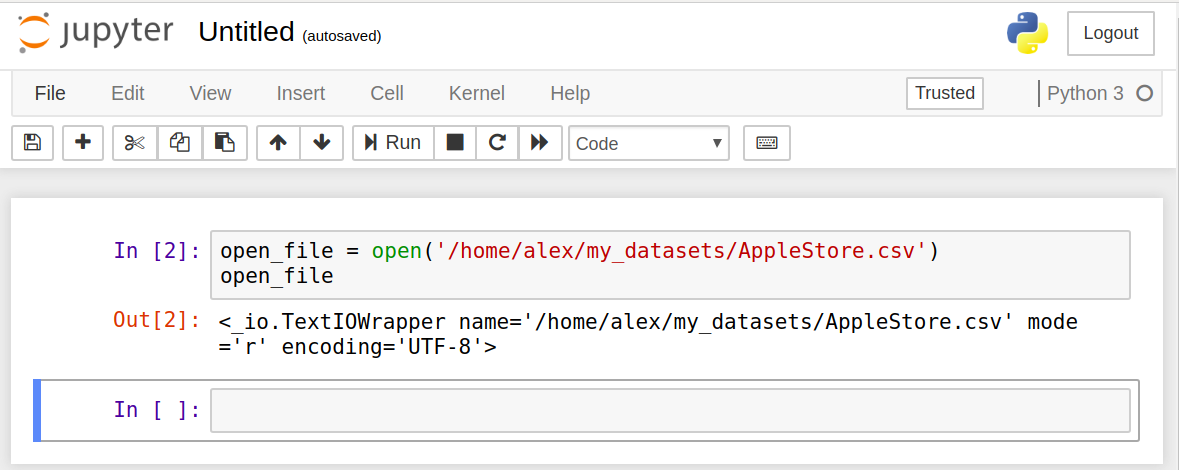 jupyter Untitled (autosaved) Logout
File Edit View Insert Cell Kernel Help Trusted Python 3
Run Code
In [2]: open_file = open('/home/alex/my_datasets/AppleStore.csv')
open_file
Out[2]: <_io.TextIOWrapper name='/home/alex/my_datasets/AppleStore.csv' mode
='r' encoding='UTF-8'>
In [ ]: